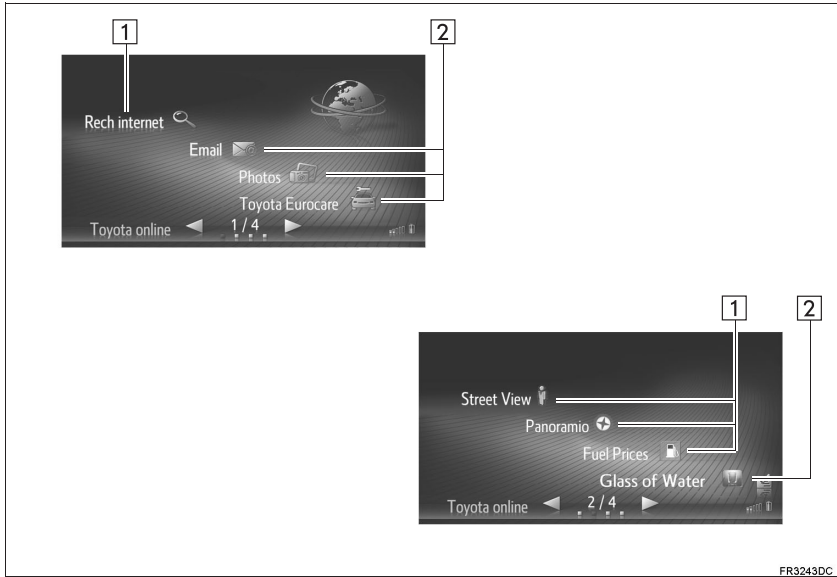 1
2
Rech internet
Email
Photos
Toyota Eurocare
Toyota online
1 / 4
1
2
Street View
Panoramio
Fuel Prices
Glass of Water
Toyota online
2 / 4
FR3243DC